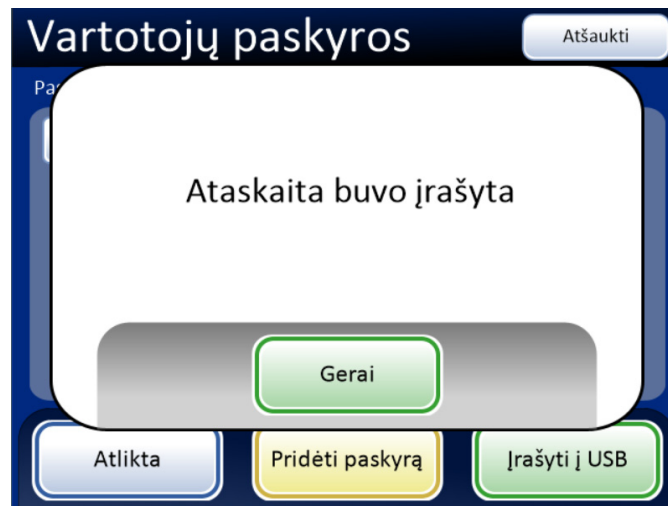 Vartotojų paskyros
Atšaukti
Ataskaita buvo įrašyta
Gerai
Atlikta
Pridėti paskyrą
Įrašyti į USB